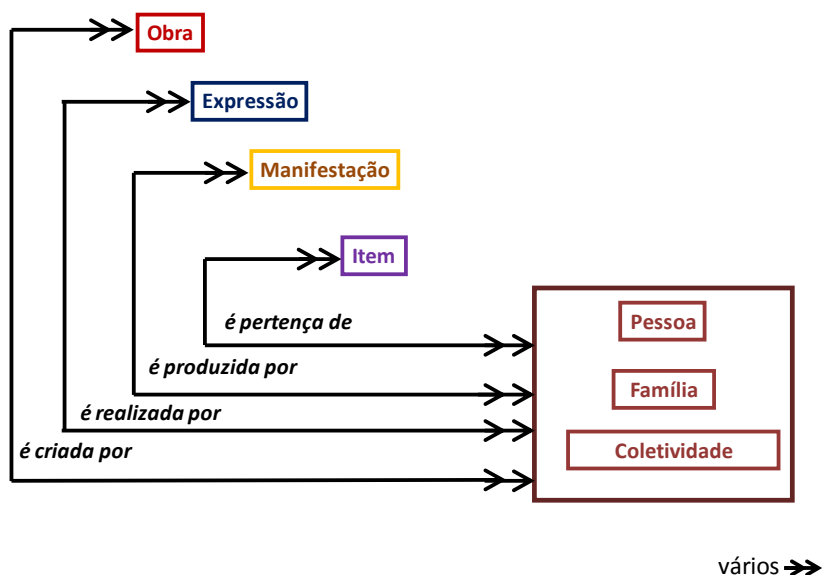 Obra
Expressão
Manifestação
Item
é pertença de
Pessoa
é produzida por
Família
é realizada por
é criada por
Coletividade
vários